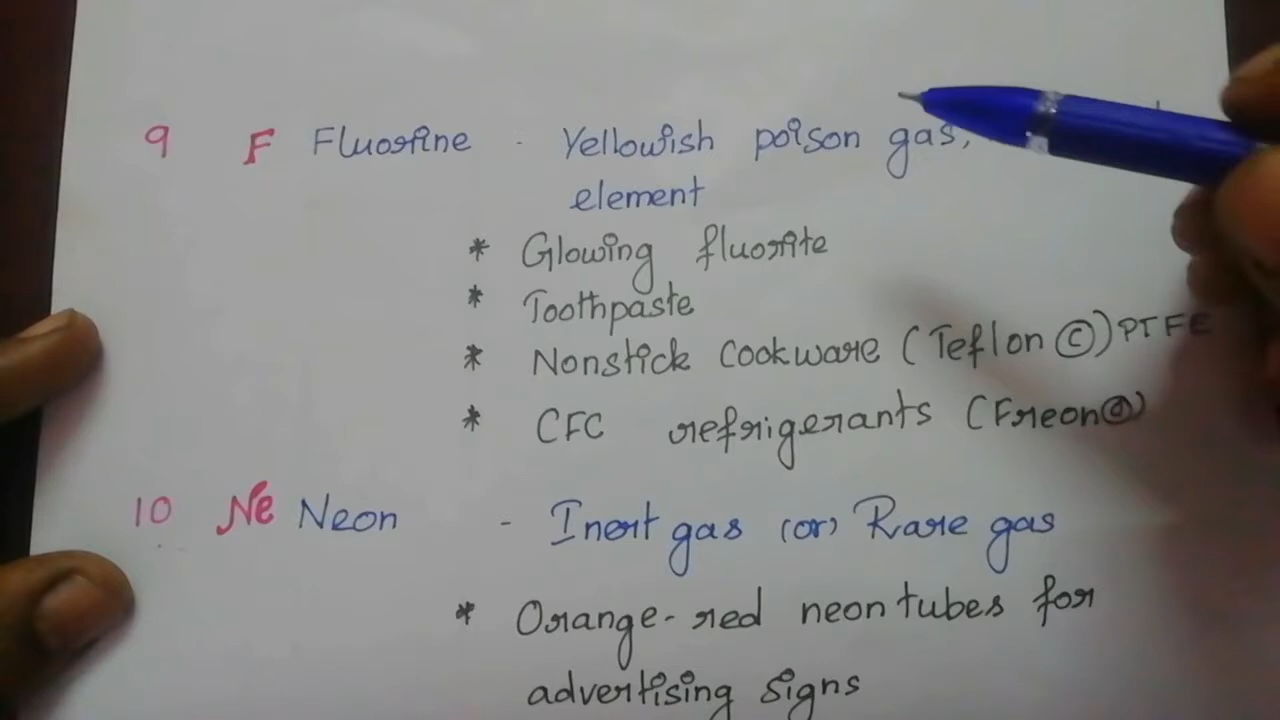 9 F Fluorine - Yellowish poison gas,
element
* Glowing fluorite
* Toothpaste
* Nonstick Cookware (Teflon ©) PTFE
* CFC refrigerants (Freon
10 Ne Neon - Inert gas (or) Rare gas
* Orange-red neon tubes for
advertising signs